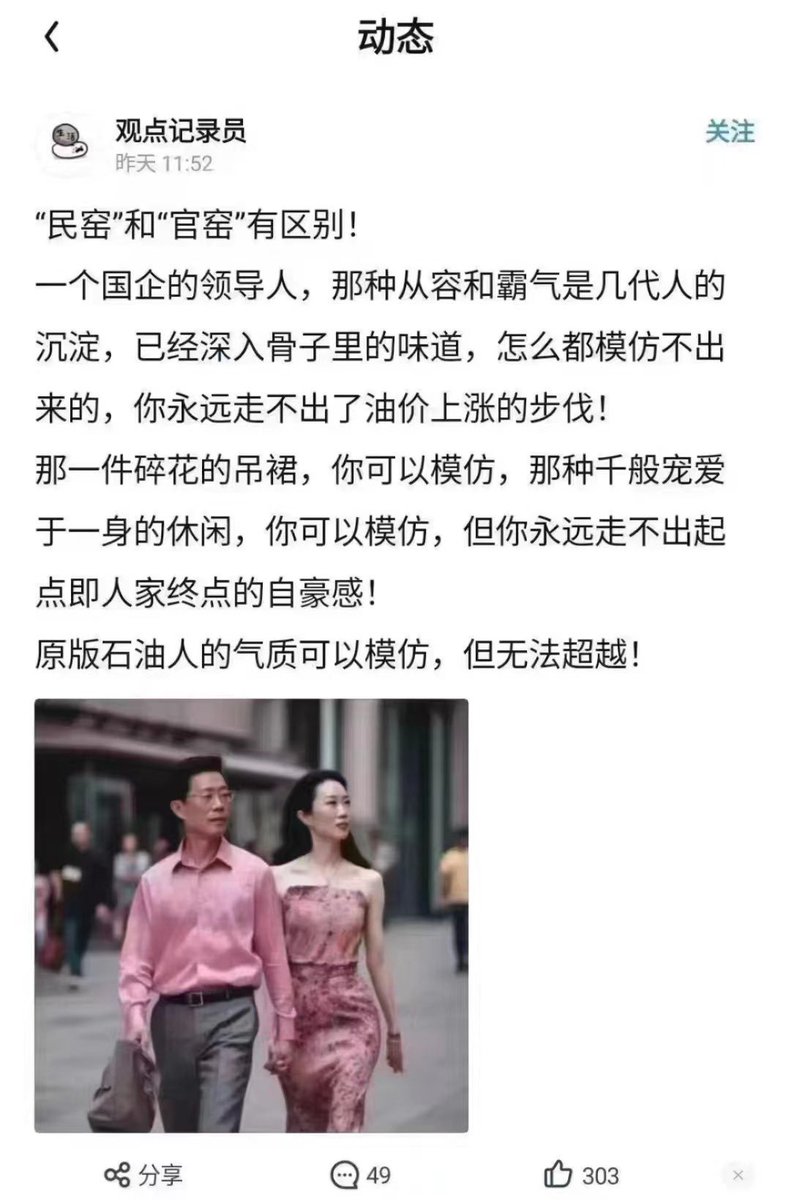 动态
观点记录员
关注
昨天 11:52
“民窑”和“官窑”有区别！
一个国企的领导人，那种从容和霸气是几代人的
沉淀，已经深入骨子里的味道，怎么都模仿不出
来的，你永远走不出了油价上涨的步伐！
那一件碎花的吊裙，你可以模仿，那种千般宠爱
于一身的休闲，你可以模仿，但你永远走不出起
点即人家终点的自豪感！
原版石油人的气质可以模仿，但无法超越！
分享
49
303